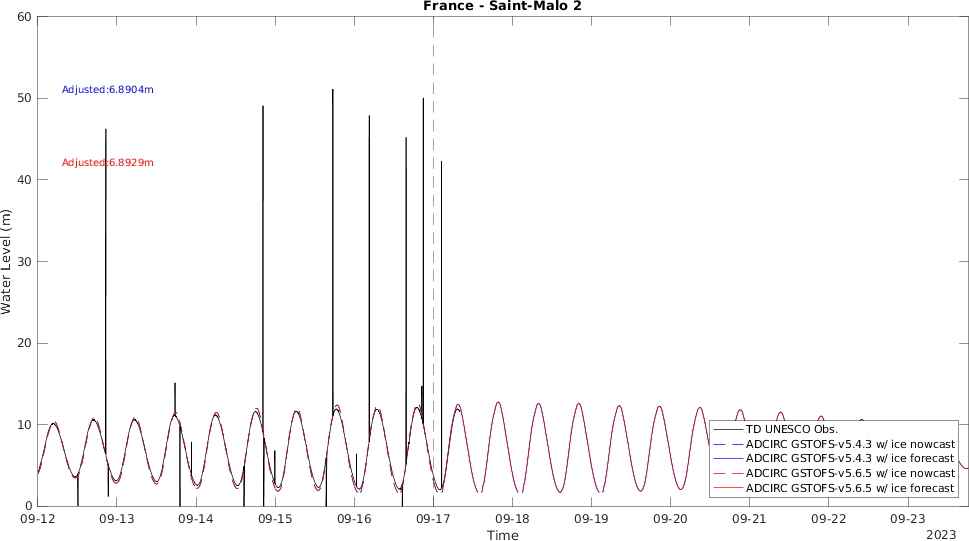 France - Saint-Malo 2
60
50
40
30
20
10
0
Water Level (m)
Adjusted:6.8904m
Adjusted:6.8929m
TD UNESCO Obs.
ADCIRC GSTOFS-v5.4.3 w/ ice nowcast
ADCIRC GSTOFS-v5.4.3 w/ ice forecast
ADCIRC GSTOFS-v5.6.5 w/ ice nowcast
ADCIRC GSTOFS-v5.6.5 w/ ice forecast
09-12 09-13 09-14 09-15 09-16 09-17 09-18 09-19 09-20 09-21 09-22 09-23
Time
2023